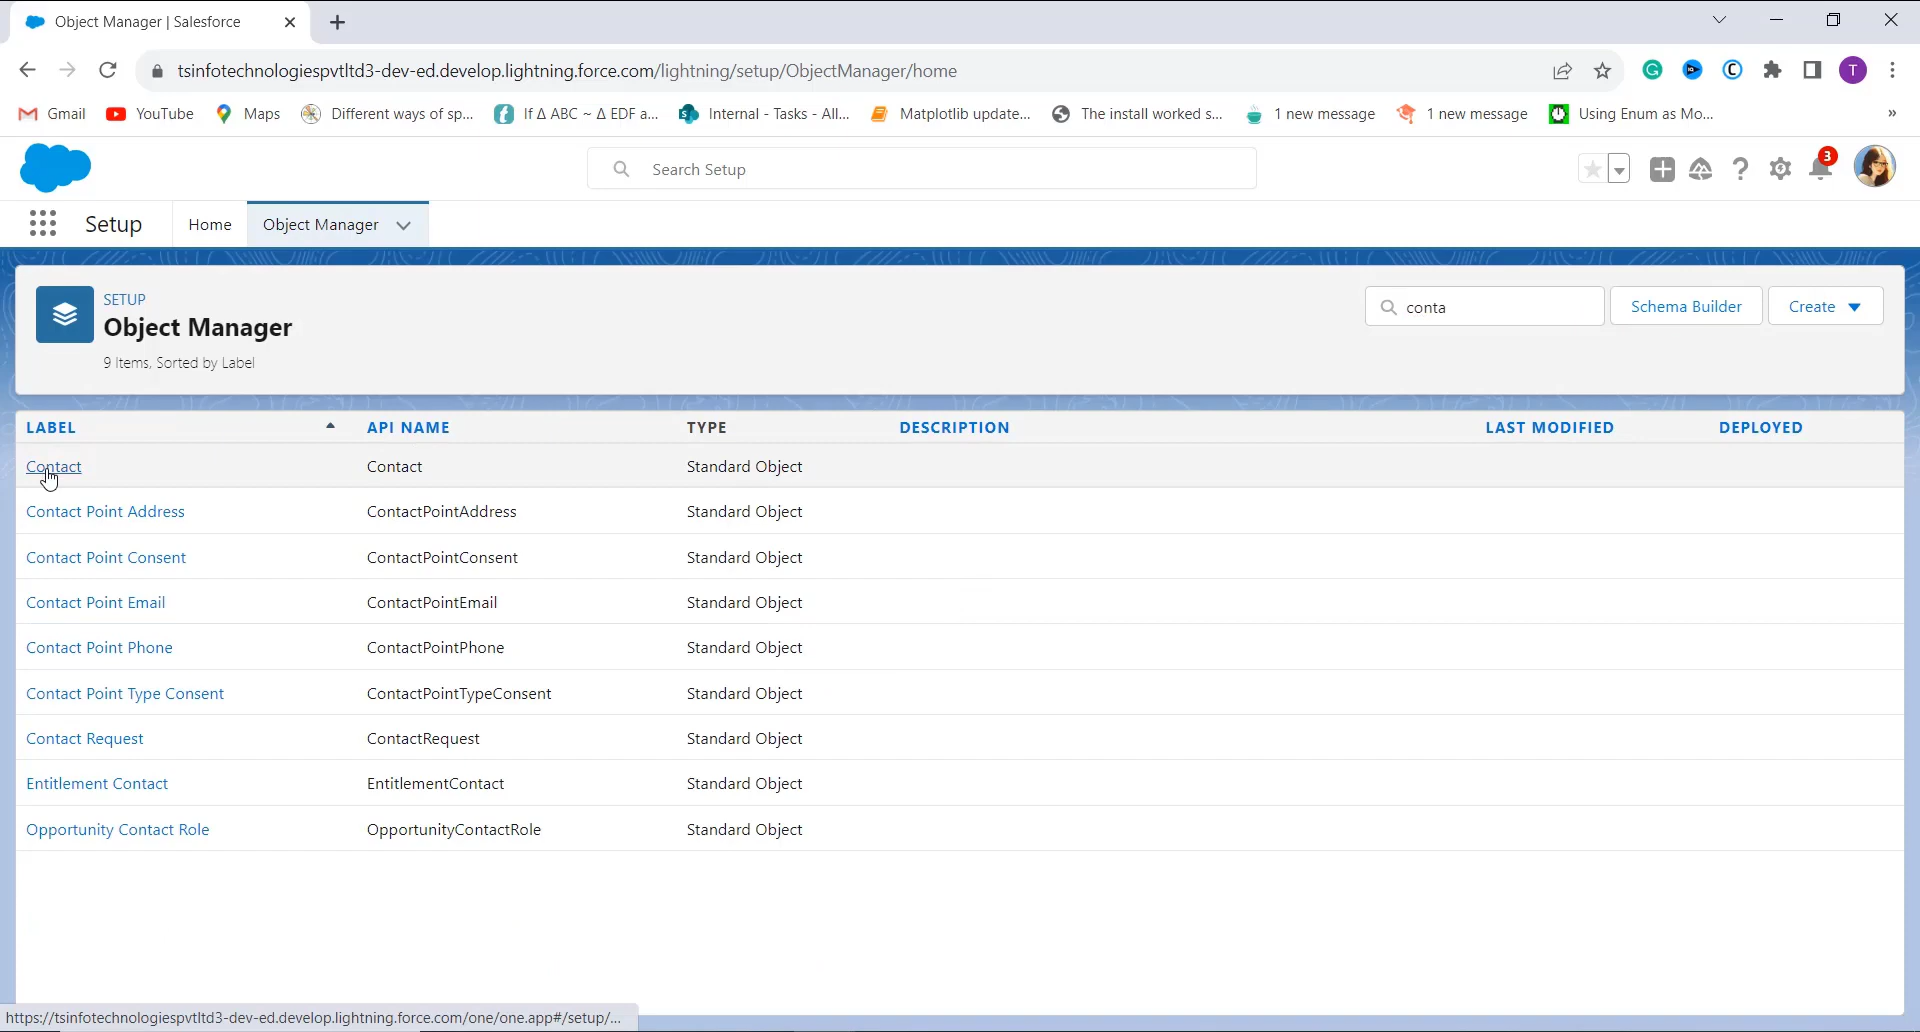 Object Manager | Salesforce
tsinfotechnologiespvtltd3-dev-ed.develop.lightning.force.com/lightning/setup/ObjectManager/home
T
Gmail YouTube Maps Different ways of sp... If Δ ABC ~ Δ EDF a... Internal - Tasks - All... Matplotlib update... The install worked s... 1 new message 1 new message Using Enum as Mo... »
Search Setup
3
Setup Home Object Manager
SETUP
Object Manager
9 Items, Sorted by Label
conta
Schema Builder
Create
LABEL API NAME TYPE DESCRIPTION LAST MODIFIED DEPLOYED
Contact Contact Standard Object
Contact Point Address ContactPointAddress Standard Object
Contact Point Consent ContactPointConsent Standard Object
Contact Point Email ContactPointEmail Standard Object
Contact Point Phone ContactPointPhone Standard Object
Contact Point Type Consent ContactPointTypeConsent Standard Object
Contact Request ContactRequest Standard Object
Entitlement Contact EntitlementContact Standard Object
Opportunity Contact Role OpportunityContactRole Standard Object
https://tsinfotechnologiespvtltd3-dev-ed.develop.lightning.force.com/one/one.app#/setup/...